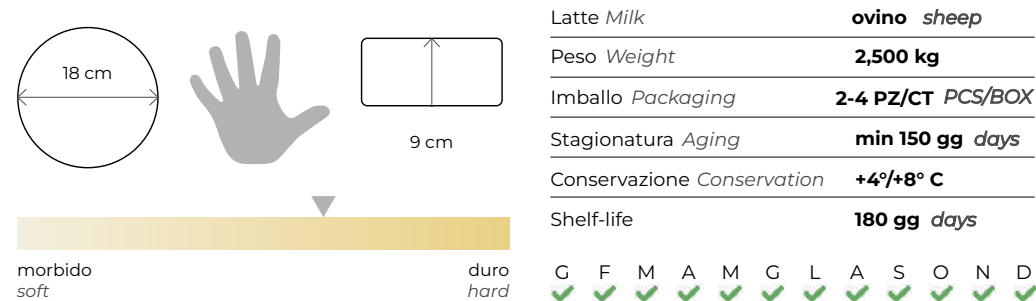 18 cm
9 cm
morbido
soft
duro
hard
Latte Milk ovino sheep
Peso Weight 2,500 kg
Imballo Packaging 2-4 PZ/CT PCS/BOX
Stagionatura Aging min 150 gg days
Conservazione Conservation +4°/+8° C
Shelf-life 180 gg days
G F M A M G L A S O N D